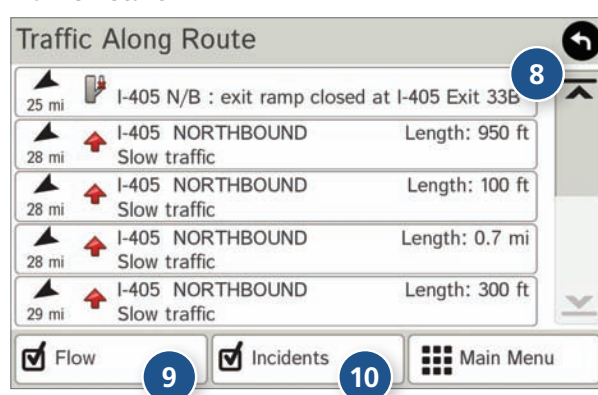 Traffic Along Route
8
25 mi
I-405 N/B : exit ramp closed at I-405 Exit 33B
I-405 NORTHBOUND Length: 950 ft
28 mi Slow traffic
I-405 NORTHBOUND Length: 100 ft
28 mi Slow traffic
I-405 NORTHBOUND Length: 0.7 mi
28 mi Slow traffic
I-405 NORTHBOUND Length: 300 ft
29 mi Slow traffic
Flow 9 Incidents 10 Main Menu